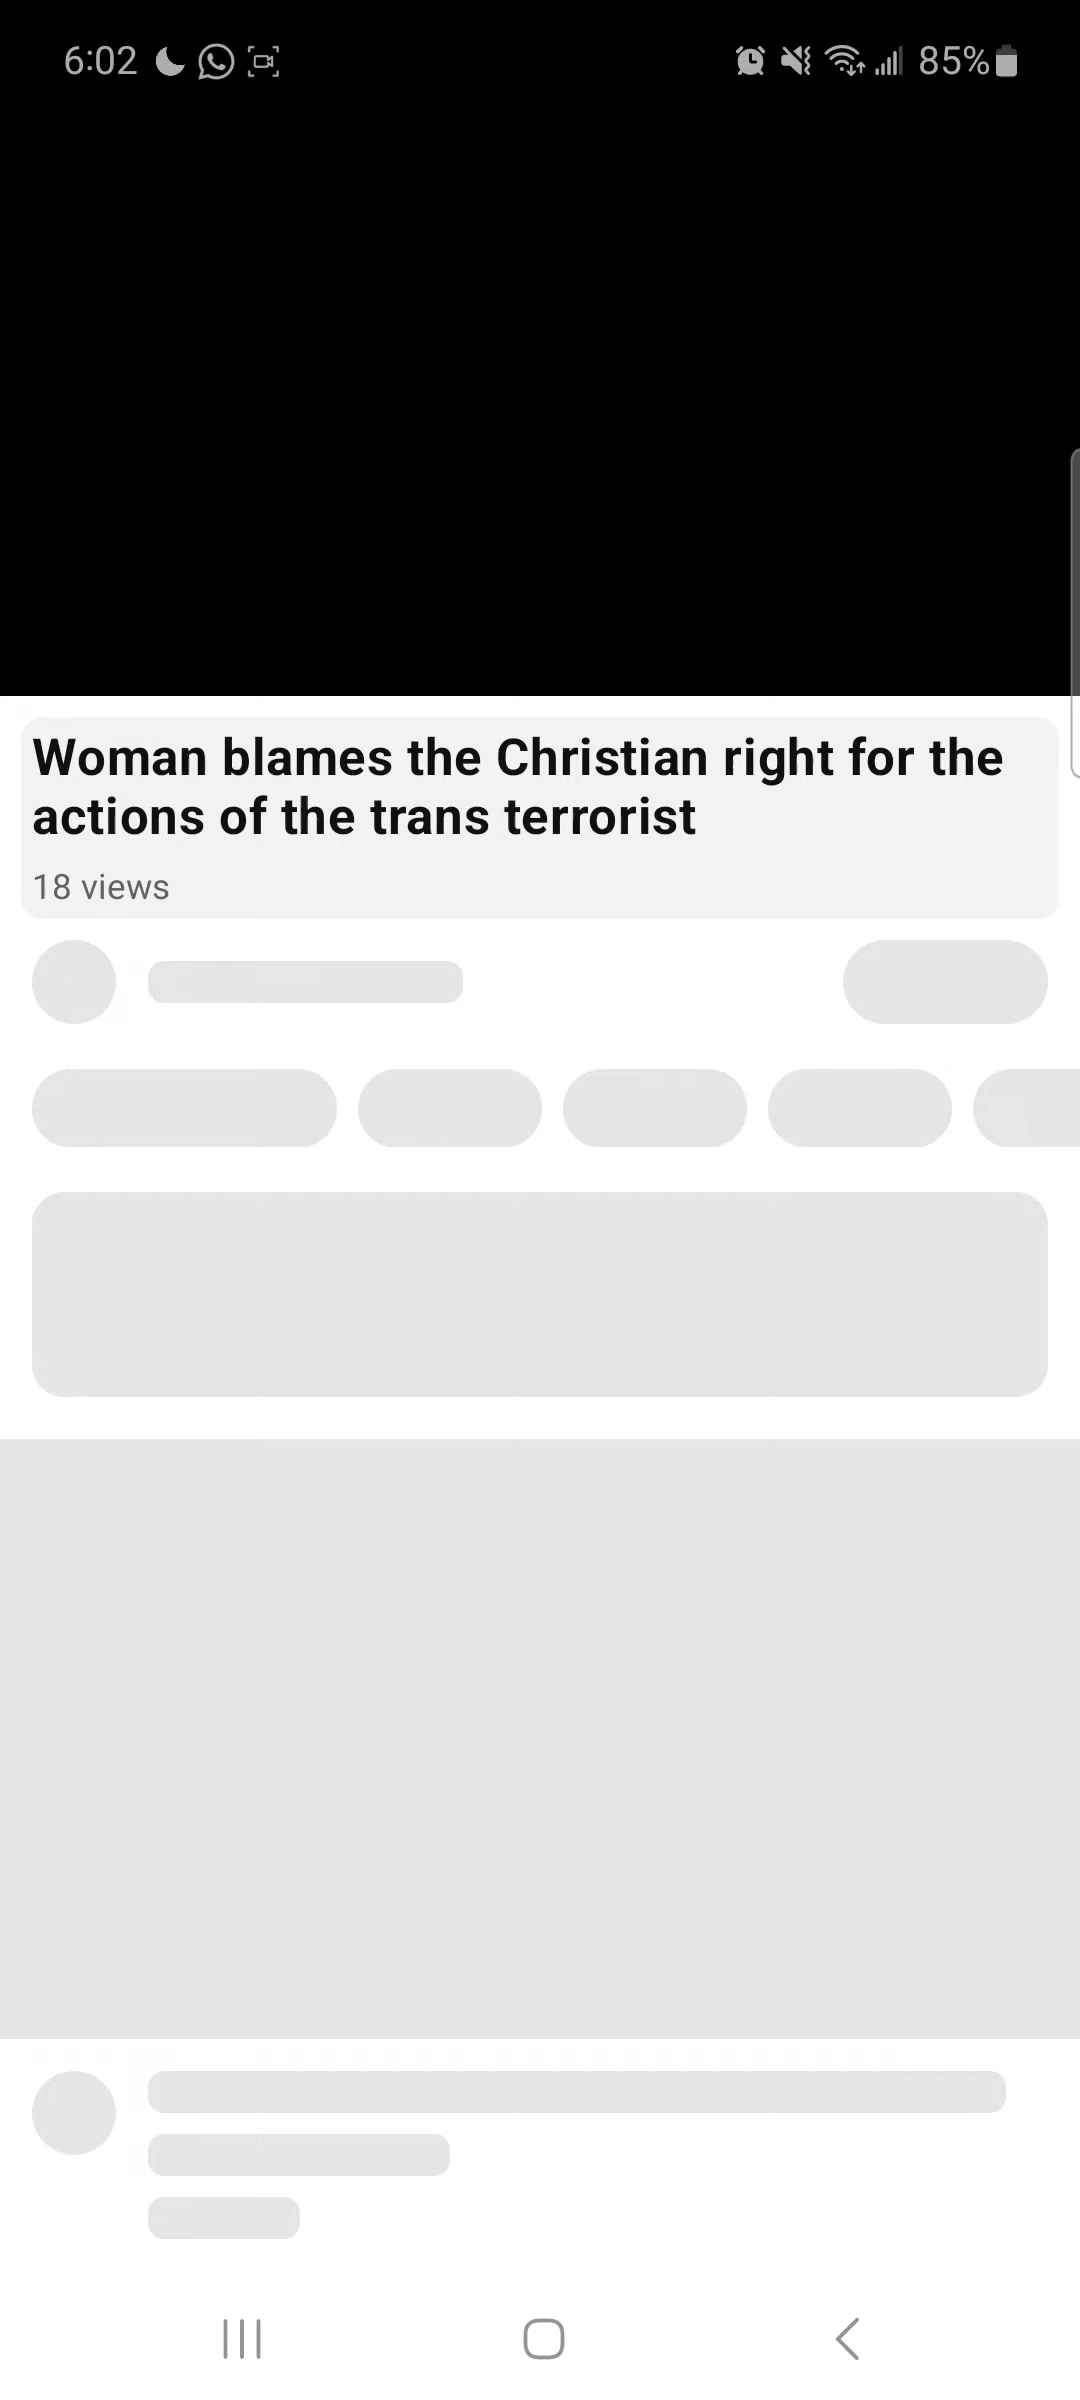 6:02
85%
Woman blames the Christian right for the
actions of the trans terrorist
18 views